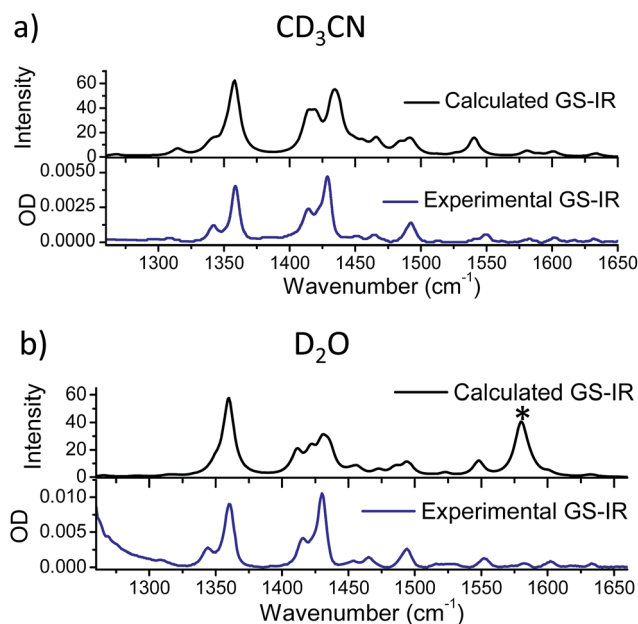 a) CD₃CN
Intensity
60
40
20
0
Calculated GS-IR
OD
0.0050
0.0025
0.0000
Experimental GS-IR
1300 1350 1400 1450 1500 1550 1600 1650
Wavenumber (cm⁻¹)
b) D₂O
Intensity
60
40
20
0
Calculated GS-IR
*
OD
0.010
0.005
0.000
Experimental GS-IR
1300 1350 1400 1450 1500 1550 1600 1650
Wavenumber (cm⁻¹)